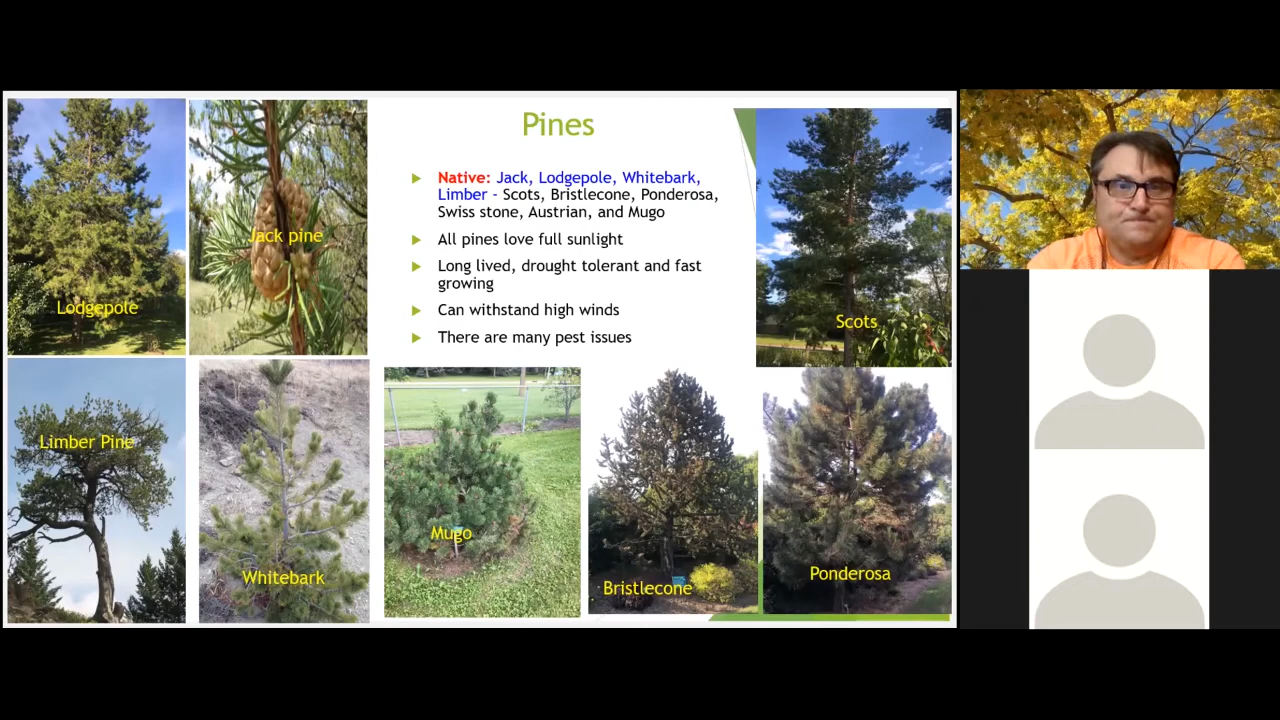 Pines
Native: Jack, Lodgepole, Whitebark,
Limber - Scots, Bristlecone, Ponderosa,
Swiss stone, Austrian, and Mugo
All pines love full sunlight
Long lived, drought tolerant and fast
growing
Can withstand high winds
There are many pest issues
Lodgepole
Jack pine
Scots
Limber Pine
Whitebark
Mugo
Bristlecone
Ponderosa